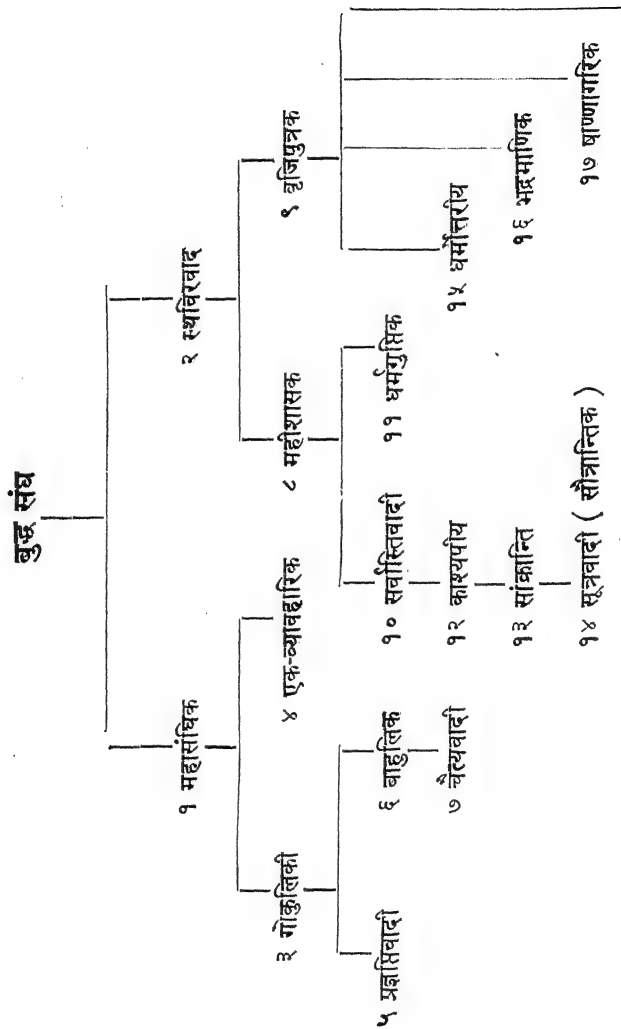 बुद्ध संघ
१ महासंघिक
२ स्थविरवाद
३ गोकुलिकी
४ एक-व्यावहारिक
८ महीशासक
९ वृजिपुत्रक
५ प्रज्ञप्तिवादी
६ बाहुलिक
७ चैत्यवादी
१० सर्वास्तिवादी
११ धर्मगुप्तिक
१२ काश्यपीय
१३ सांक्रान्ति
१४ सूत्रवादी ( सौत्रान्तिक )
१५ धर्मोत्तरीय
१६ भद्रमाणिक
१७ षाण्णागरिक